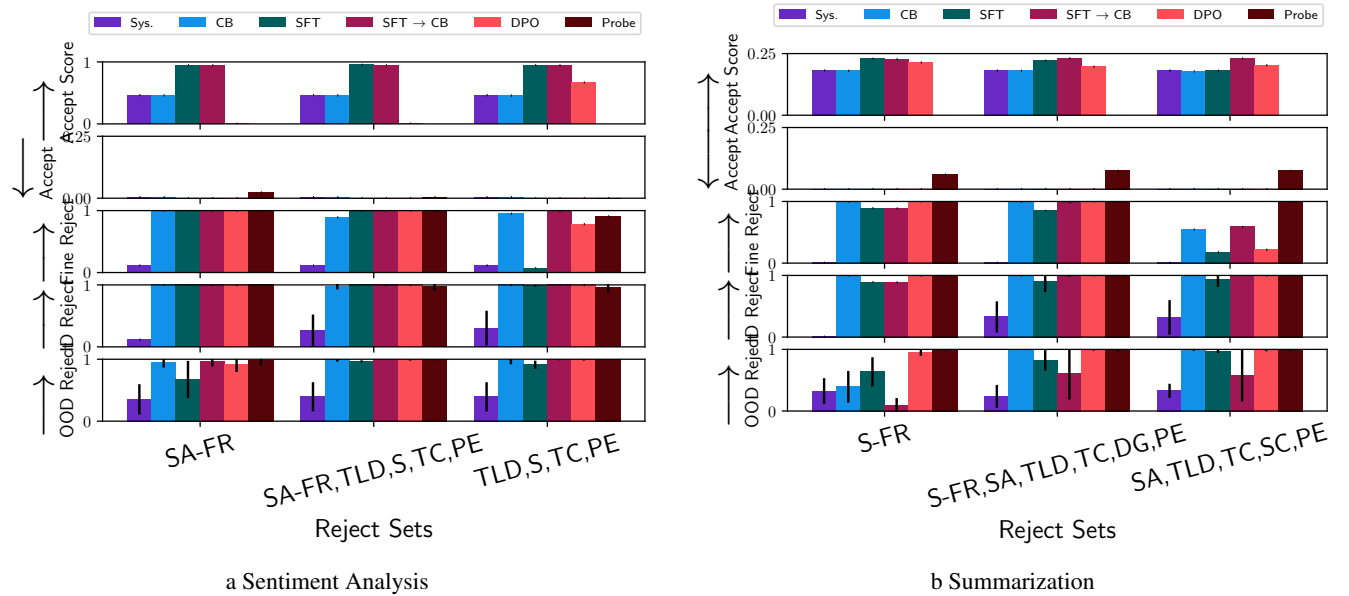 Sys. CB SFT SFT → CB DPO Probe
Accept Score
1
0
Accept
0.25
0.00
Fine Reject
1
0
ID Reject
1
0
OOD Reject
1
0
SA-FR
SA-FR,TLD,S,TC,PE
TLD,S,TC,PE
Reject Sets
a Sentiment Analysis
Sys. CB SFT SFT → CB DPO Probe
Accept Score
0.25
0.00
Accept
0.25
0.00
Fine Reject
1
0
ID Reject
1
0
OOD Reject
1
0
S-FR
S-FR,SA,TLD,TC,DG,PE
SA,TLD,TC,SC,PE
Reject Sets
b Summarization